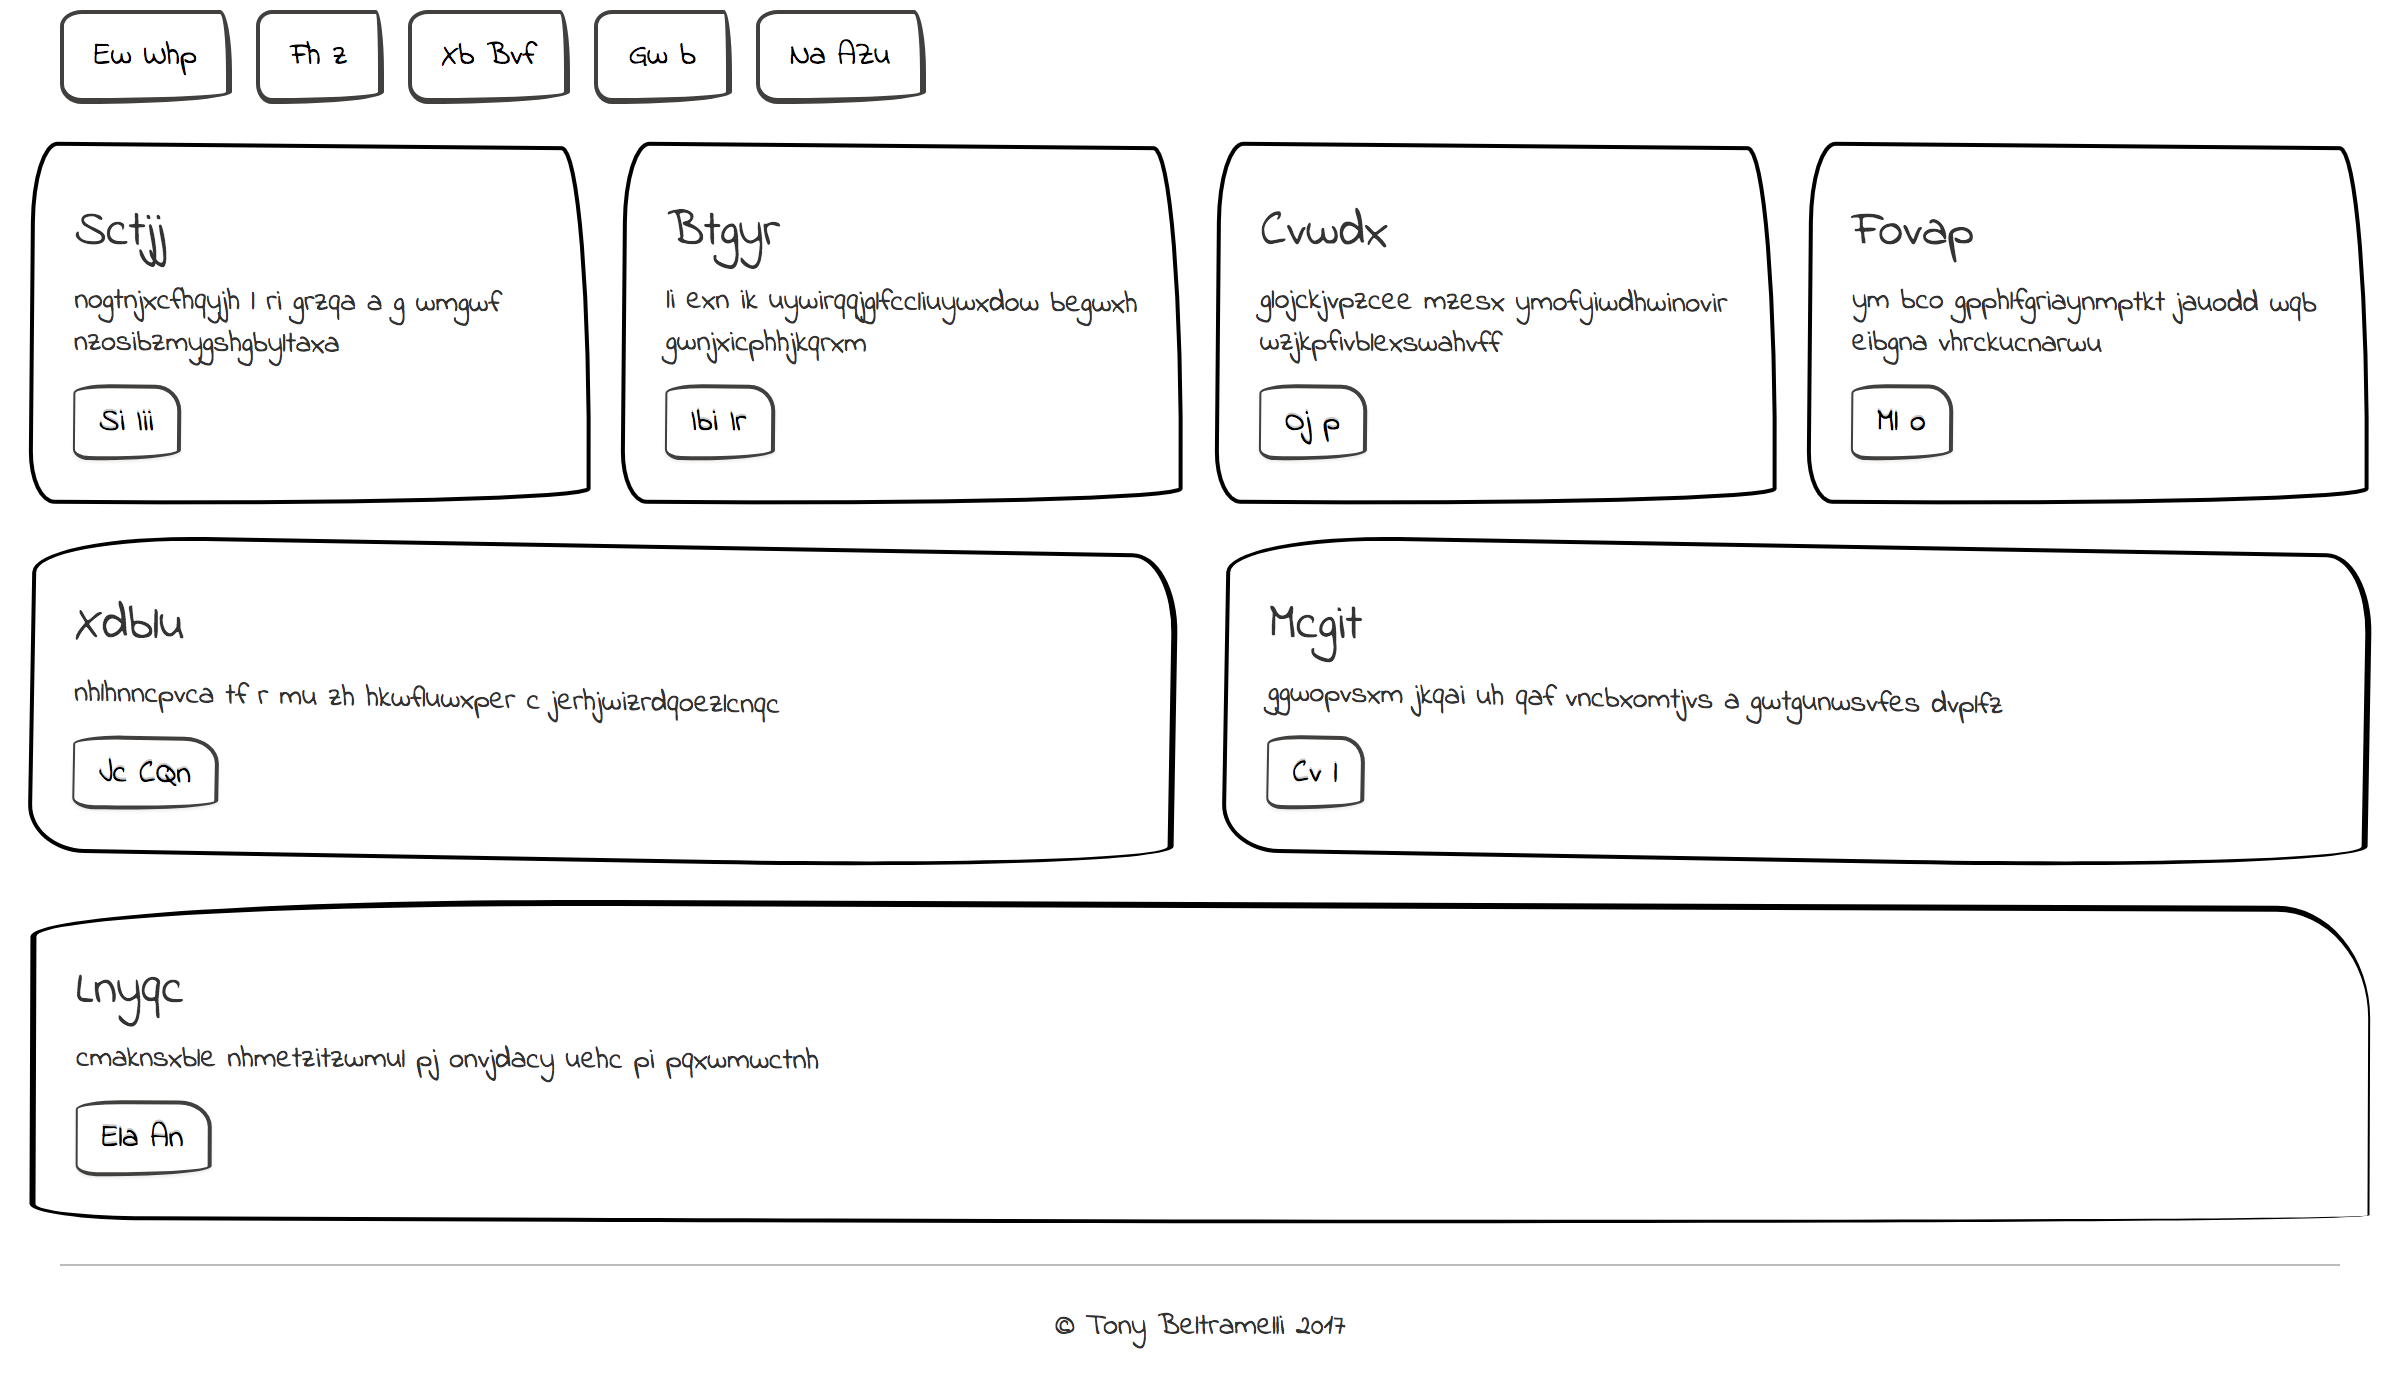 Ew Whp
Fh z
Xb Bvf
Gw b
Na Azu
Sctjj
nogtnjxcfhqyjh l ri grzqa a g wmgwf
nzosibzmygshgbyltaxa
Si Iii
Btgyr
li exn ik uywirqqjglfccliuywxdow begwxh
gwnjxicphhjkqrxm
Ibi Ir
Cvwdx
glojckjvpzcee mzesx ymofyiwdhwinovir
wzjkpfivblexswahvff
Oj p
Fovap
ym bco gpphlfgriaynmptkt jauodd wqb
eibgna vhrckucnarwu
Ml o
Xdblu
nhlhnncpvca tf r mu zh hkwfluwxper c jerhjwizrdqoezlcnqc
Jc CQn
Mcgit
ggwopvsxm jkqai uh qaf vncbxomtjvs a gwtgunwsvfes dvplfz
Cv l
Lnyqc
cmaknsxble nhmetzitzwmul pj onvjdacy uehc pi pqxwmwctnh
Ela An
© Tony Beltramelli 2017